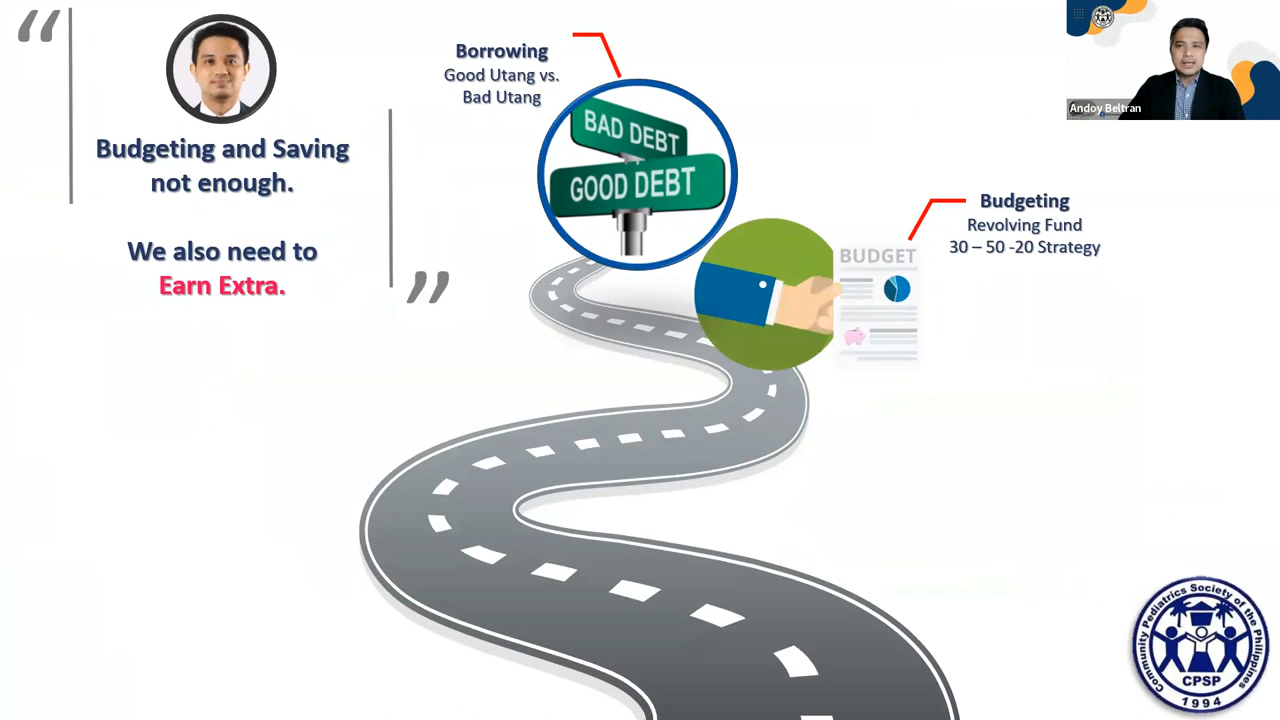 “
Budgeting and Saving
not enough.
We also need to
Earn Extra.
”
Borrowing
Good Utang vs.
Bad Utang
BAD DEBT
GOOD DEBT
Budgeting
Revolving Fund
30 – 50 -20 Strategy
BUDGET
Andoy Beltran
Community Pediatrics Society of the Philippines
CPSP
1994